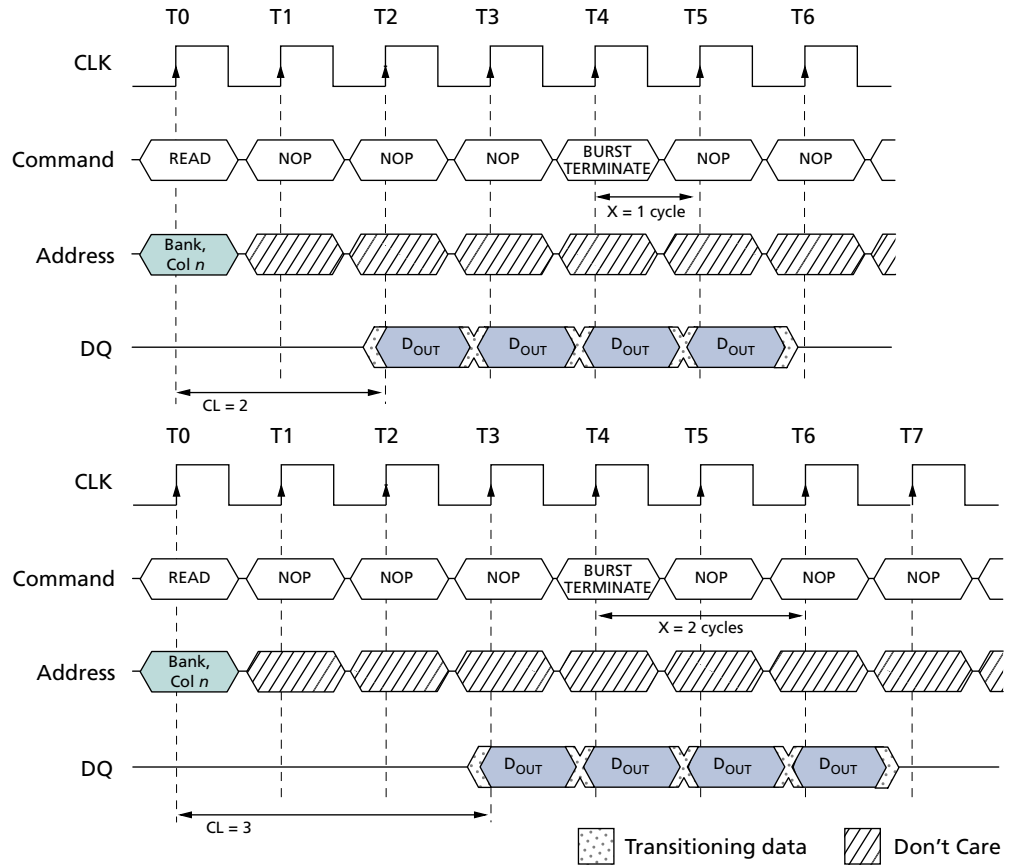 T0 T1 T2 T3 T4 T5 T6
CLK
Command READ NOP NOP NOP BURST TERMINATE NOP NOP
X = 1 cycle
Address Bank, Col n
DQ DOUT DOUT DOUT DOUT
CL = 2
T0 T1 T2 T3 T4 T5 T6 T7
CLK
Command READ NOP NOP NOP BURST TERMINATE NOP NOP NOP
X = 2 cycles
Address Bank, Col n
DQ DOUT DOUT DOUT DOUT
CL = 3
Transitioning data Don't Care